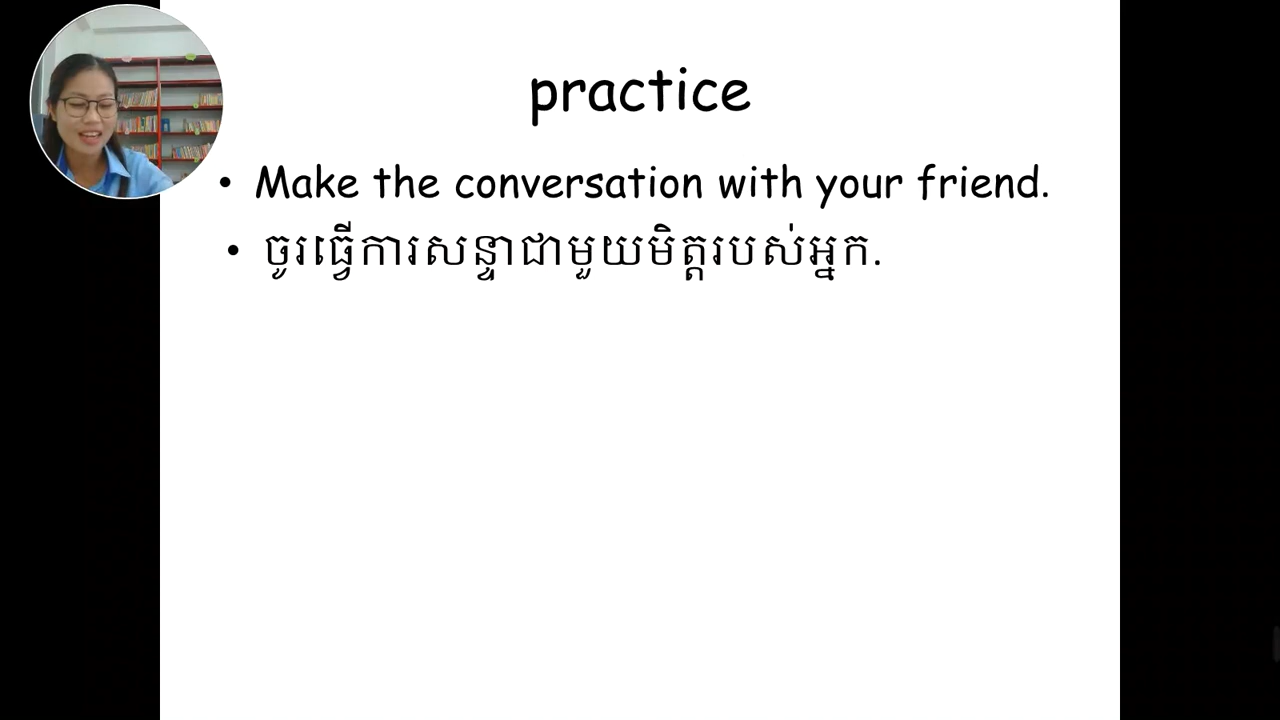 practice
• Make the conversation with your friend.
• ចូរធ្វើការសន្ទាជាមួយមិត្តរបស់អ្នក.